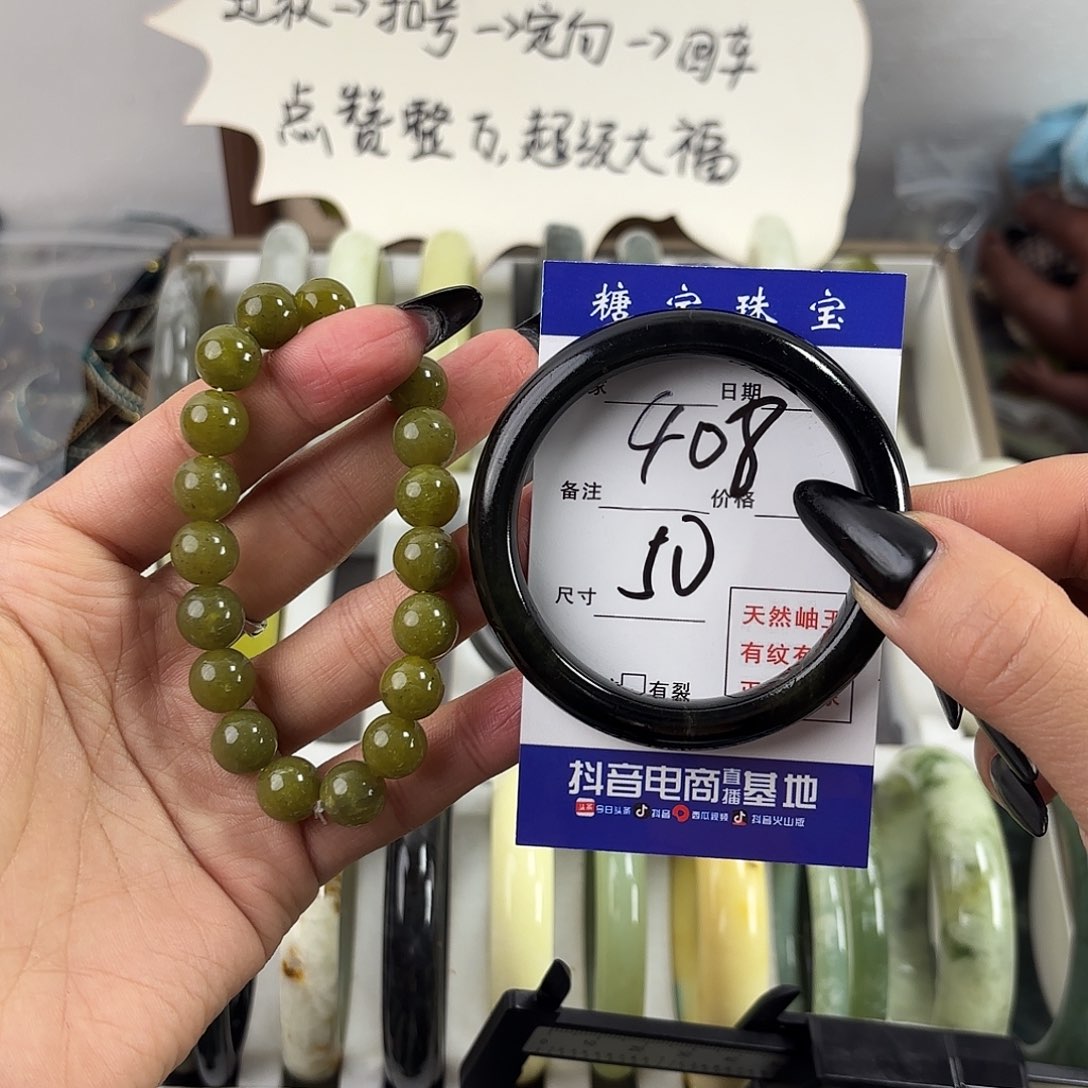 扣号→定向→回车
点赞整万,超级大福
糖宝珠宝
日期
408
备注 价格
50
尺寸
天然岫玉
有纹有
有裂
抖音电商直播基地
今日头条 抖音 西瓜视频 抖音火山版